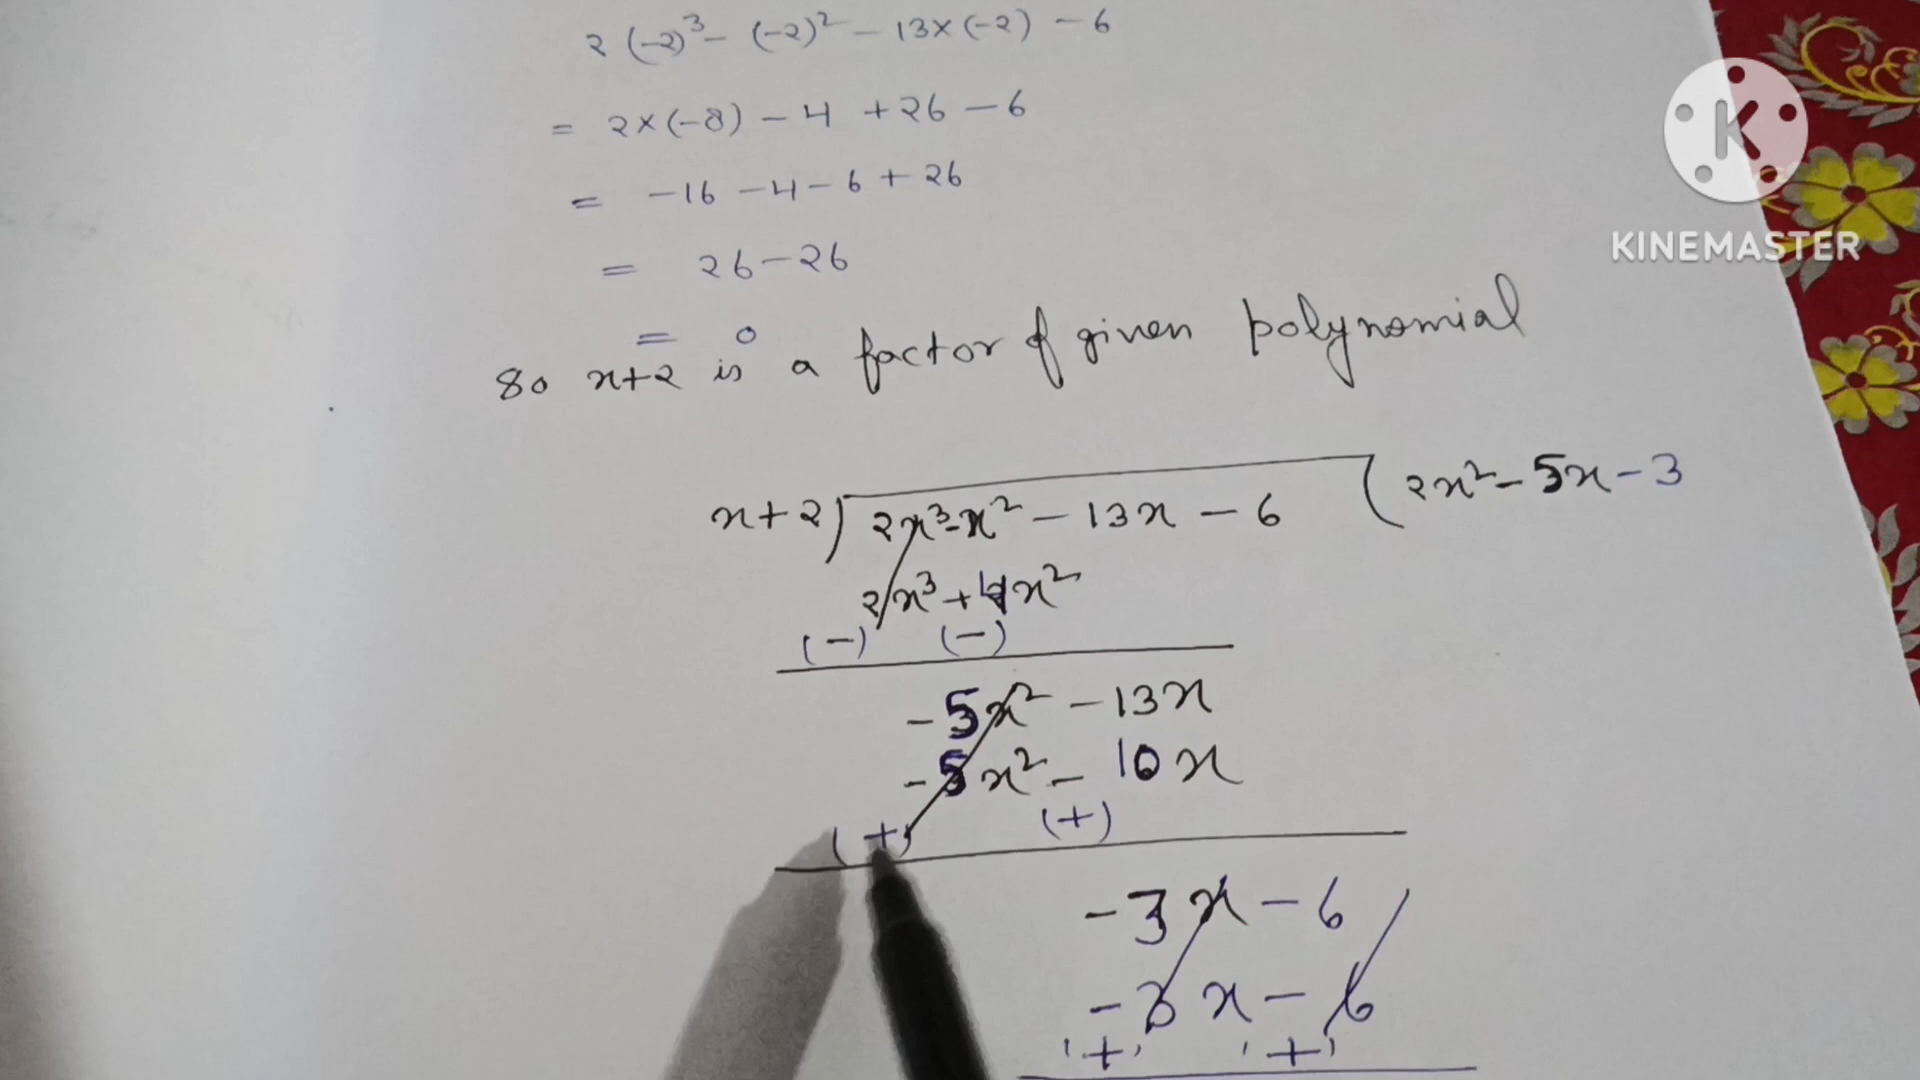 2(-2)³- (-2)² - 13×(-2) - 6
= 2×(-8) - 4 + 26 - 6
= -16 - 4 - 6 + 26
= 26-26
= 0
So x+2 is a factor of given polynomial
x+2) 2x³-x² - 13x - 6 ( 2x² - 5x - 3
2x³ + 4x²
(-) (-)
-5x² - 13x
-5x² - 10x
(+) (+)
-3x - 6
-3x - 6
(+) (+)
K
KINEMASTER